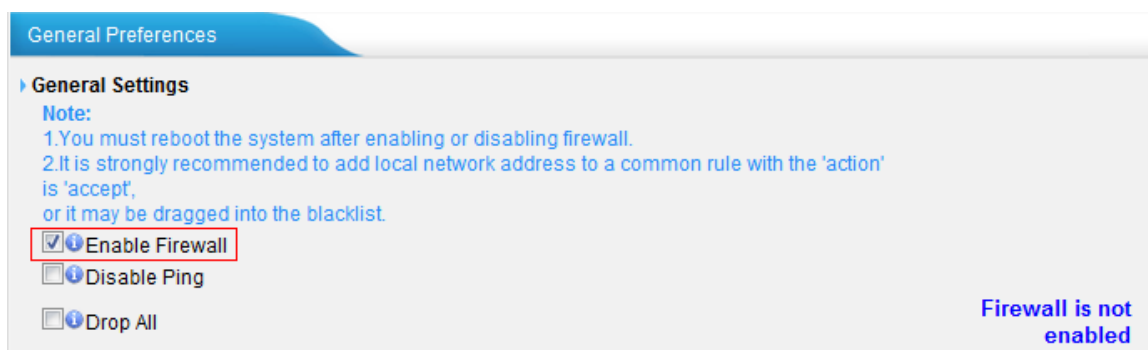 General Preferences
General Settings
Note:
1.You must reboot the system after enabling or disabling firewall.
2.It is strongly recommended to add local network address to a common rule with the 'action'
is 'accept',
or it may be dragged into the blacklist.
Enable Firewall
Disable Ping
Drop All
Firewall is not
enabled